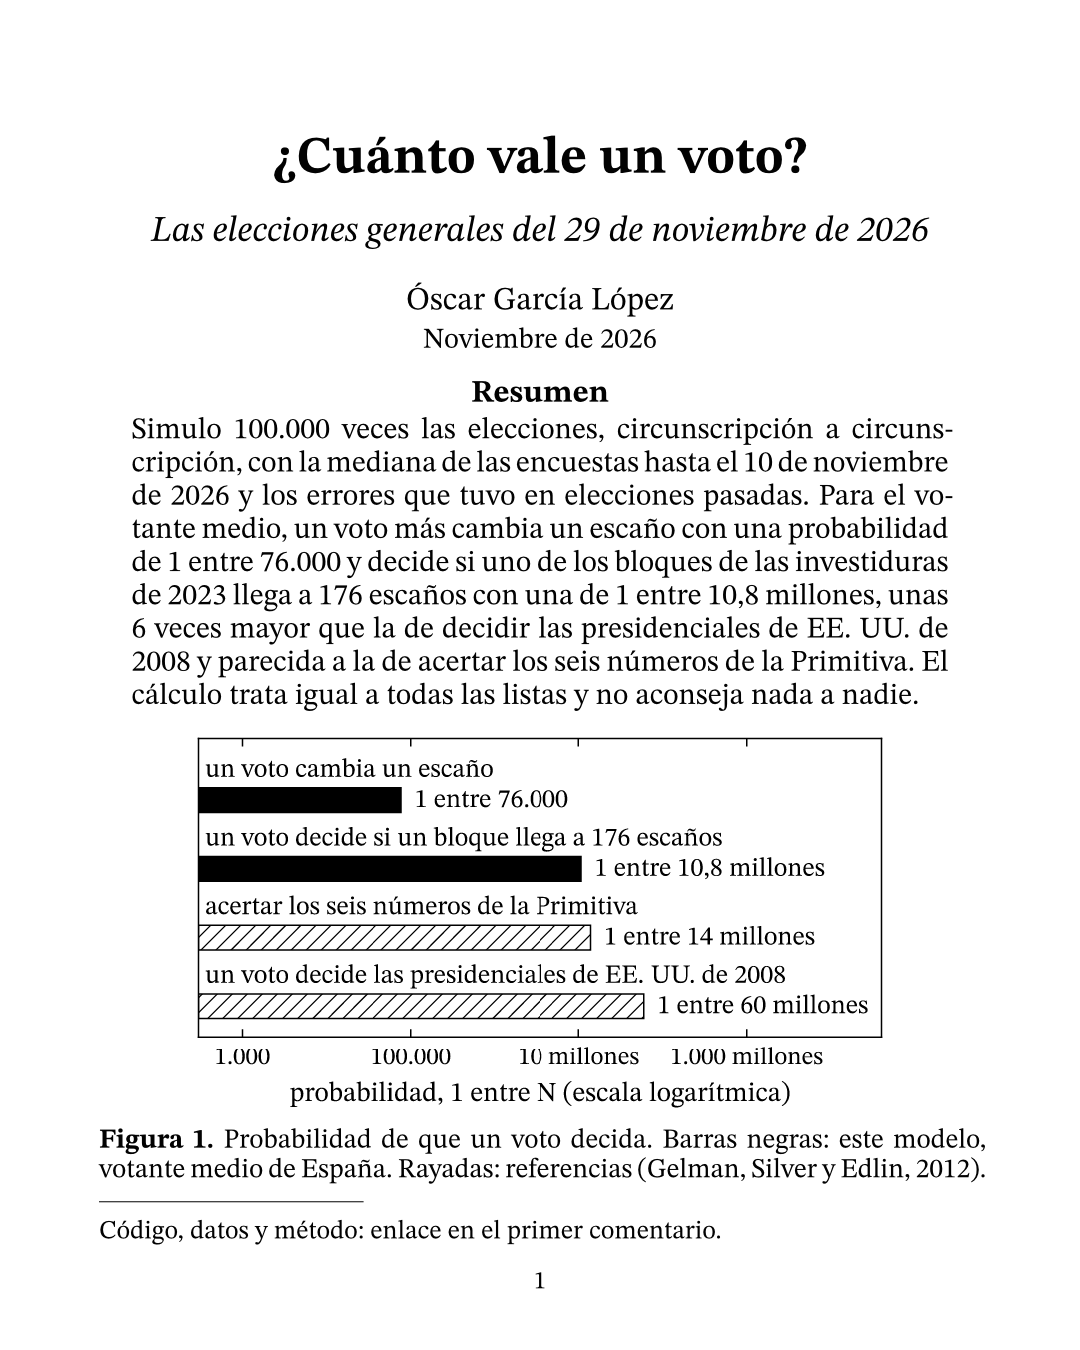 ¿Cuánto vale un voto?
Las elecciones generales del 29 de noviembre de 2026
Óscar García López
Noviembre de 2026
Resumen
Simulo 100.000 veces las elecciones, circunscripción a circuns-
cripción, con la mediana de las encuestas hasta el 10 de noviembre
de 2026 y los errores que tuvo en elecciones pasadas. Para el vo-
tante medio, un voto más cambia un escaño con una probabilidad
de 1 entre 76.000 y decide si uno de los bloques de las investiduras
de 2023 llega a 176 escaños con una de 1 entre 10,8 millones, unas
6 veces mayor que la de decidir las presidenciales de EE. UU. de
2008 y parecida a la de acertar los seis números de la Primitiva. El
cálculo trata igual a todas las listas y no aconseja nada a nadie.
un voto cambia un escaño
1 entre 76.000
un voto decide si un bloque llega a 176 escaños
1 entre 10,8 millones
acertar los seis números de la Primitiva
1 entre 14 millones
un voto decide las presidenciales de EE. UU. de 2008
1 entre 60 millones
1.000 100.000 10 millones 1.000 millones
probabilidad, 1 entre N (escala logarítmica)
Figura 1. Probabilidad de que un voto decida. Barras negras: este modelo,
votante medio de España. Rayadas: referencias (Gelman, Silver y Edlin, 2012).
Código, datos y método: enlace en el primer comentario.
1